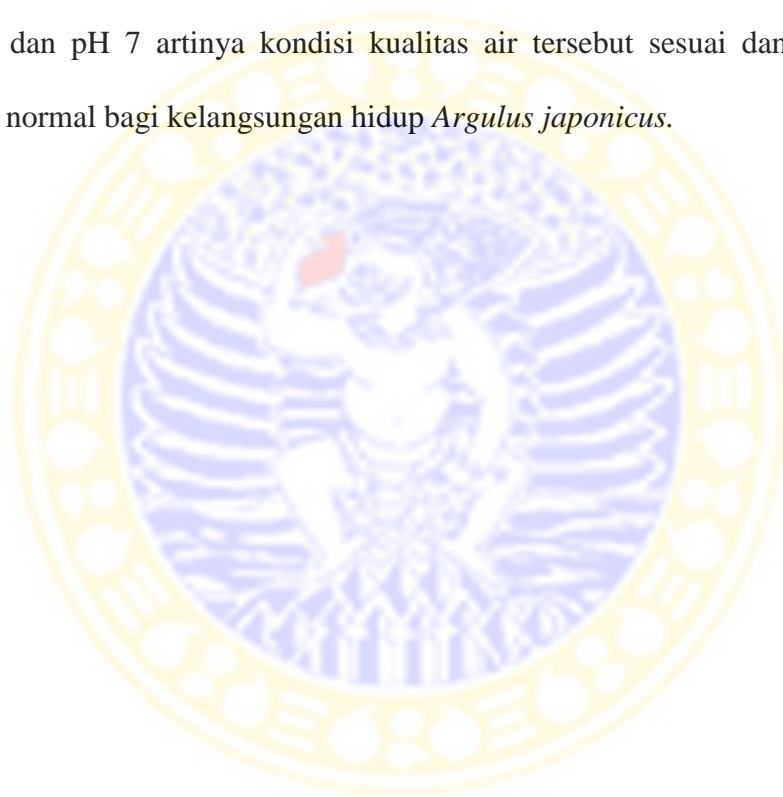 dan pH 7 artinya kondisi kualitas air tersebut sesuai dan
normal bagi kelangsungan hidup Argulus japonicus.